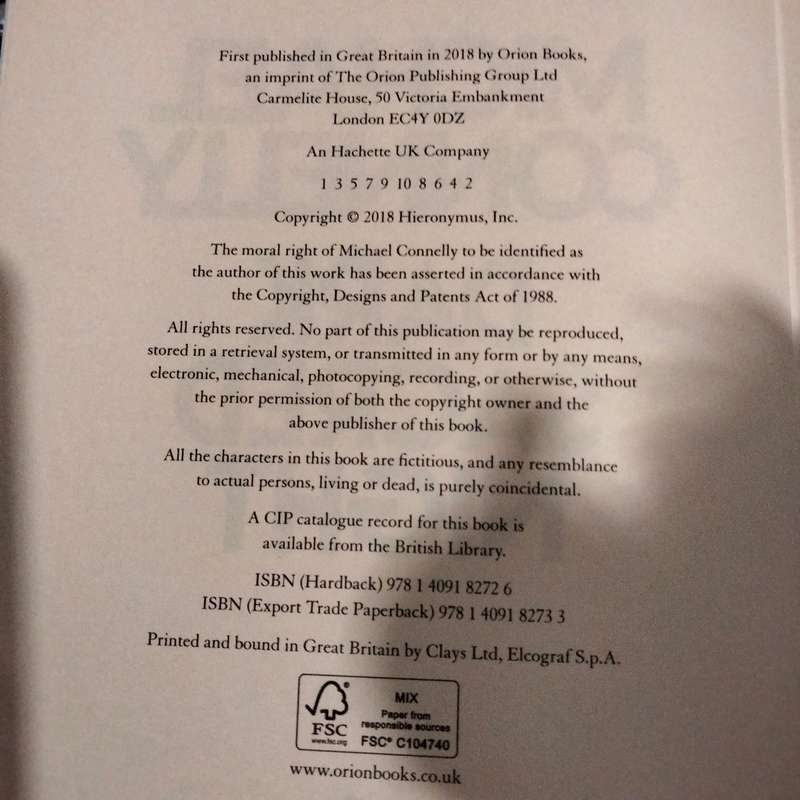 First published in Great Britain in 2018 by Orion Books,
an imprint of The Orion Publishing Group Ltd
Carmelite House, 50 Victoria Embankment
London EC4Y 0DZ
An Hachette UK Company
1 3 5 7 9 10 8 6 4 2
Copyright © 2018 Hieronymus, Inc.
The moral right of Michael Connelly to be identified as
the author of this work has been asserted in accordance with
the Copyright, Designs and Patents Act of 1988.
All rights reserved. No part of this publication may be reproduced,
stored in a retrieval system, or transmitted in any form or by any means,
electronic, mechanical, photocopying, recording, or otherwise, without
the prior permission of both the copyright owner and the
above publisher of this book.
All the characters in this book are fictitious, and any resemblance
to actual persons, living or dead, is purely coincidental.
A CIP catalogue record for this book is
available from the British Library.
ISBN (Hardback) 978 1 4091 8272 6
ISBN (Export Trade Paperback) 978 1 4091 8273 3
Printed and bound in Great Britain by Clays Ltd, Elcograf S.p.A.
FSC
www.fsc.org
MIX
Paper from
responsible sources
FSC® C104740
www.orionbooks.co.uk